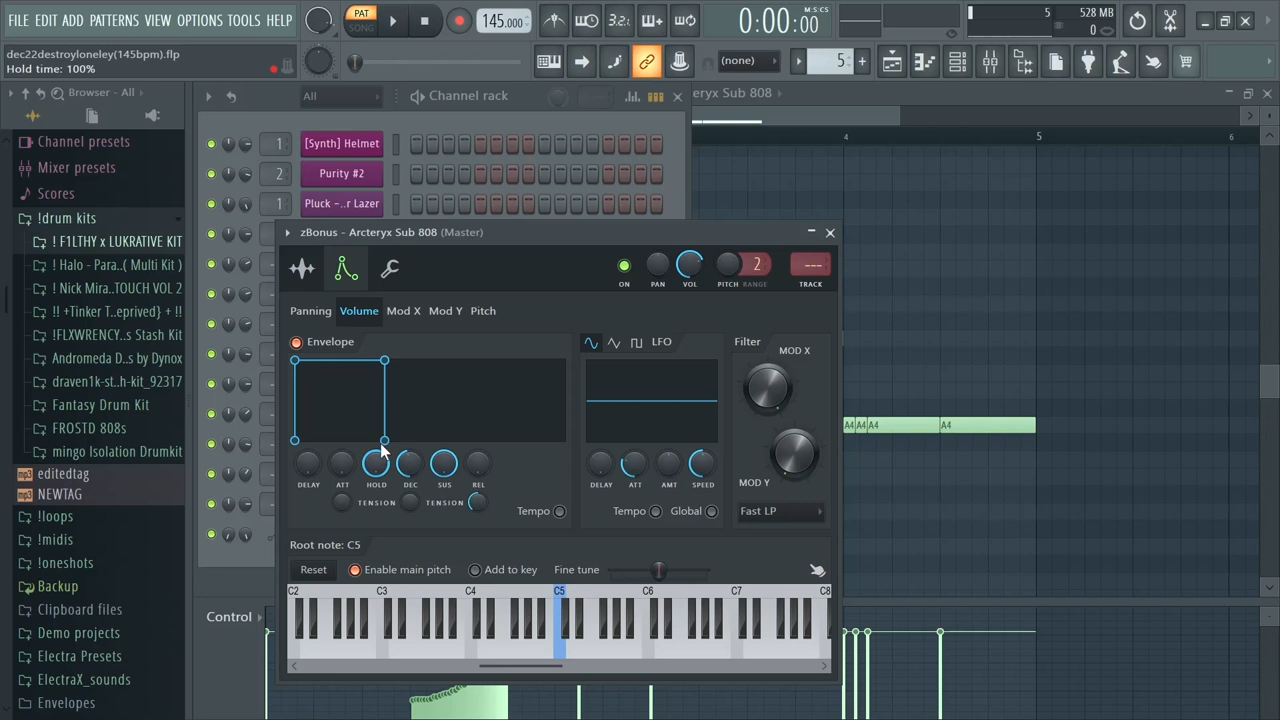 FILE EDIT ADD PATTERNS VIEW OPTIONS TOOLS HELP
PAT
SONG
145.000
3.2.
0:00:00
M:S:CS
5
528 MB
0
dec22destroyloneley(145bpm).flp
Hold time: 100%
(none)
5
Browser - All
All
Channel rack
Arcteryx Sub 808
4
5
6
Channel presets
Mixer presets
Scores
!drum kits
! F1LTHY x LUKRATIVE KIT
! Halo - Para..( Multi Kit )
! Nick Mira..TOUCH VOL 2
!! +Tinker T..eprived} + !!
!FLXWRENCY..s Stash Kit
Andromeda D..s by Dynox
draven1k-st..h-kit_92317
Fantasy Drum Kit
FROSTD 808s
mingo Isolation Drumkit
editedtag
NEWTAG
!loops
!midis
!oneshots
Backup
Clipboard files
Demo projects
Electra Presets
ElectraX_sounds
Envelopes
1
[Synth] Helmet
2
Purity #2
1
Pluck -..r Lazer
zBonus - Arcteryx Sub 808 (Master)
ON
PAN
VOL
PITCH
2
RANGE
---
TRACK
Panning
Volume
Mod X
Mod Y
Pitch
Envelope
LFO
Filter
MOD X
MOD Y
DELAY
ATT
HOLD
DEC
SUS
REL
TENSION
TENSION
Tempo
DELAY
ATT
AMT
SPEED
Tempo
Global
Fast LP
Root note: C5
Reset
Enable main pitch
Add to key
Fine tune
C2
C3
C4
C5
C6
C7
C8
A4
A4
A4
A4
Control